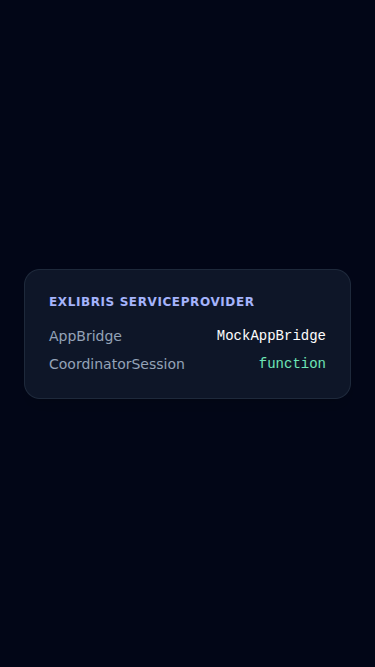 EXLIBRIS SERVICEPROVIDER
AppBridge MockAppBridge
CoordinatorSession function